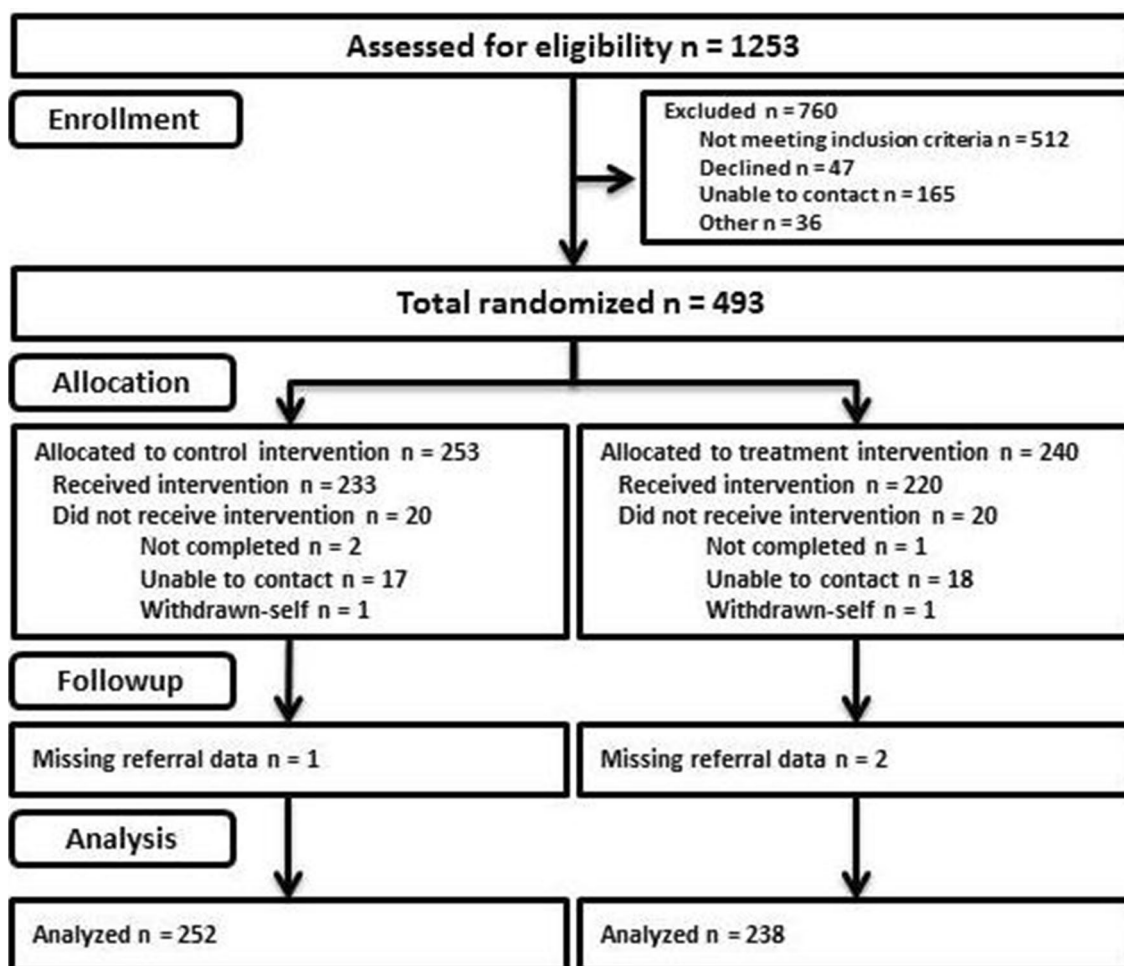 Assessed for eligibility n = 1253
Enrollment
Excluded n = 760
Not meeting inclusion criteria n = 512
Declined n = 47
Unable to contact n = 165
Other n = 36
Total randomized n = 493
Allocation
Allocated to control intervention n = 253
Received intervention n = 233
Did not receive intervention n = 20
Not completed n = 2
Unable to contact n = 17
Withdrawn-self n = 1
Allocated to treatment intervention n = 240
Received intervention n = 220
Did not receive intervention n = 20
Not completed n = 1
Unable to contact n = 18
Withdrawn-self n = 1
Followup
Missing referral data n = 1
Missing referral data n = 2
Analysis
Analyzed n = 252
Analyzed n = 238